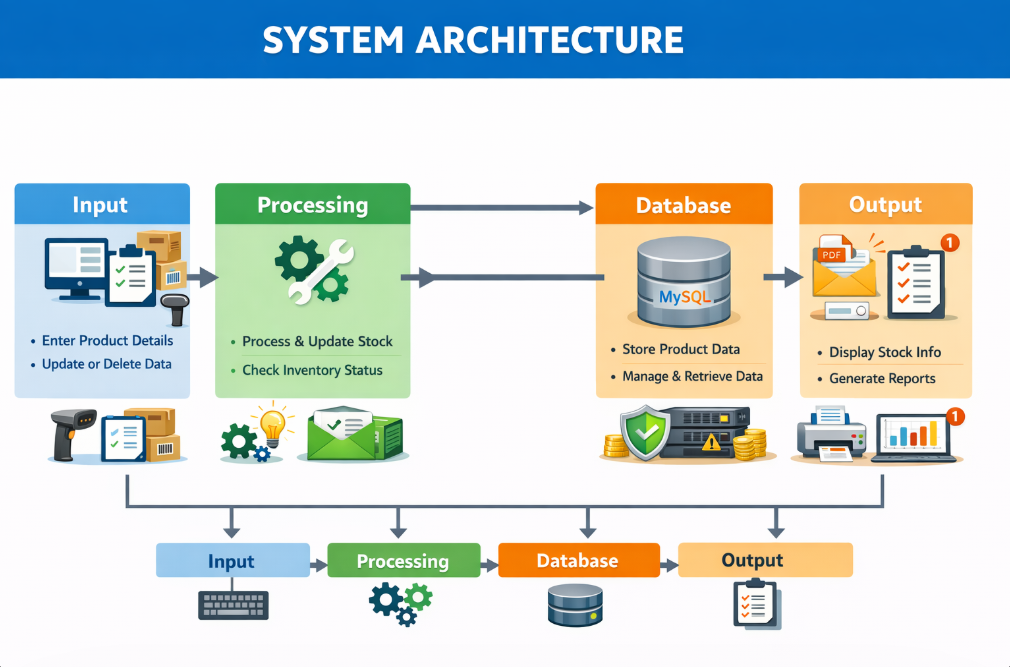 SYSTEM ARCHITECTURE
Input
• Enter Product Details
• Update or Delete Data
Processing
• Process & Update Stock
• Check Inventory Status
Database
MySQL
• Store Product Data
• Manage & Retrieve Data
Output
PDF
1
• Display Stock Info
• Generate Reports
1
Input
Processing
Database
Output